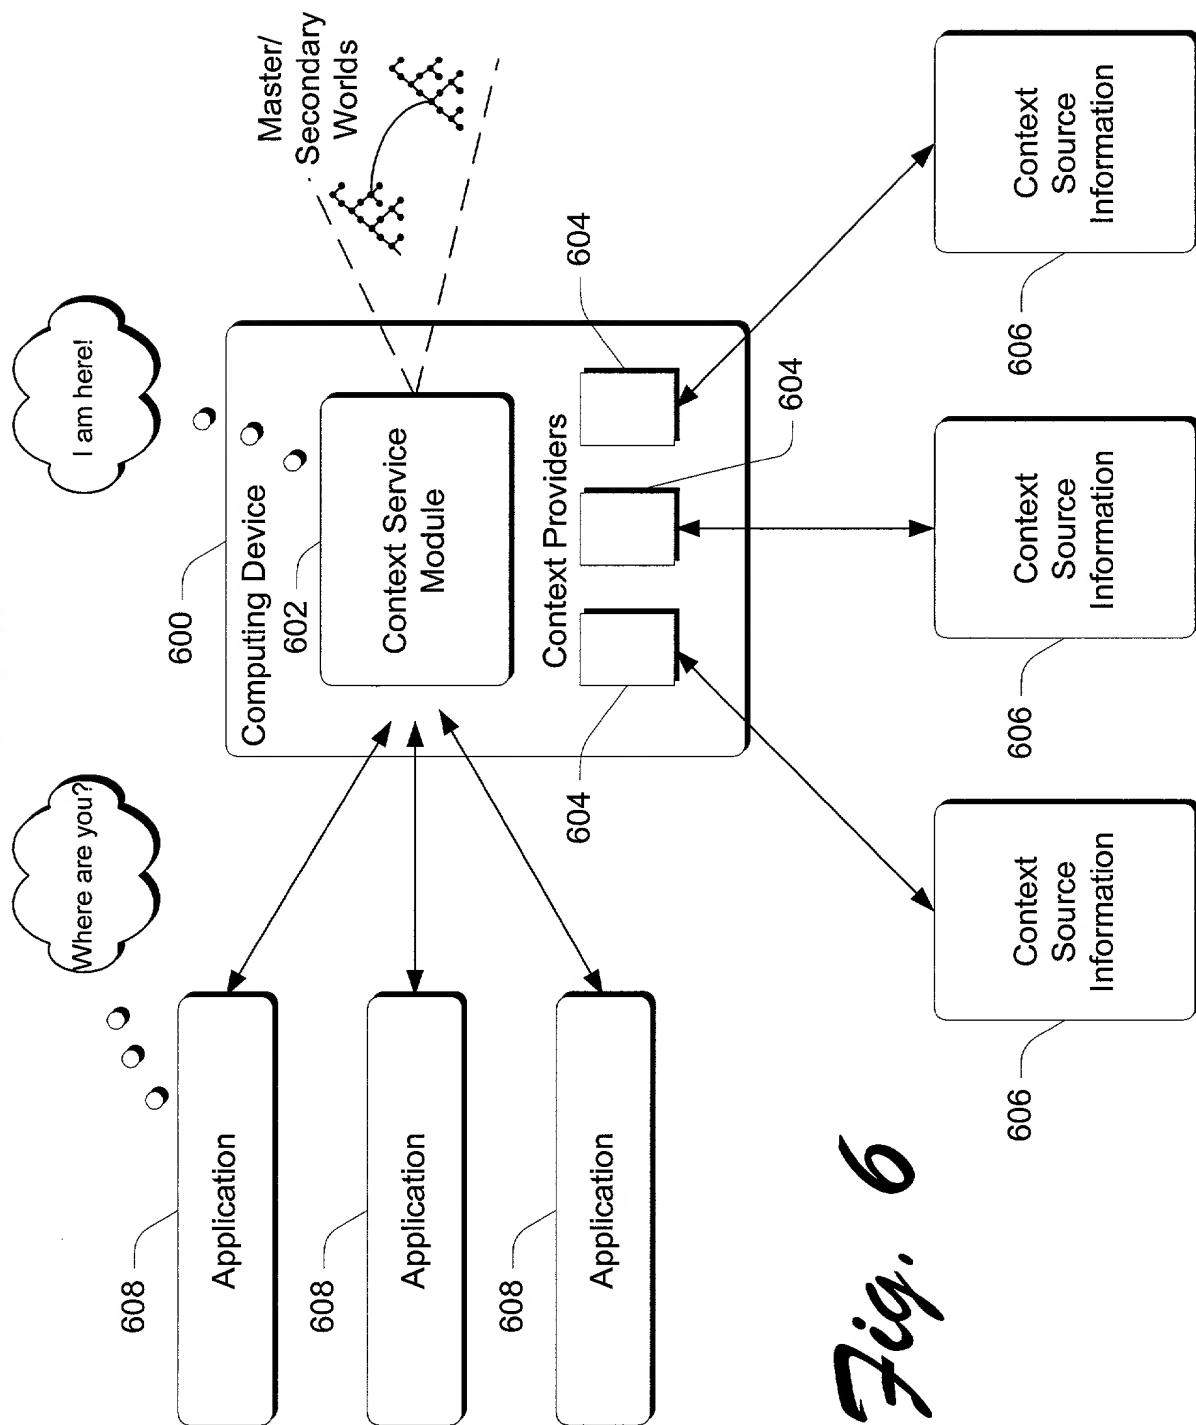 Where are you?
I am here!
600
Computing Device
602
Context Service
Module
Master/
Secondary
Worlds
608
Application
608
Application
608
Application
Context Providers
604
604
604
606
Context
Source
Information
606
Context
Source
Information
606
Context
Source
Information
Fig. 6